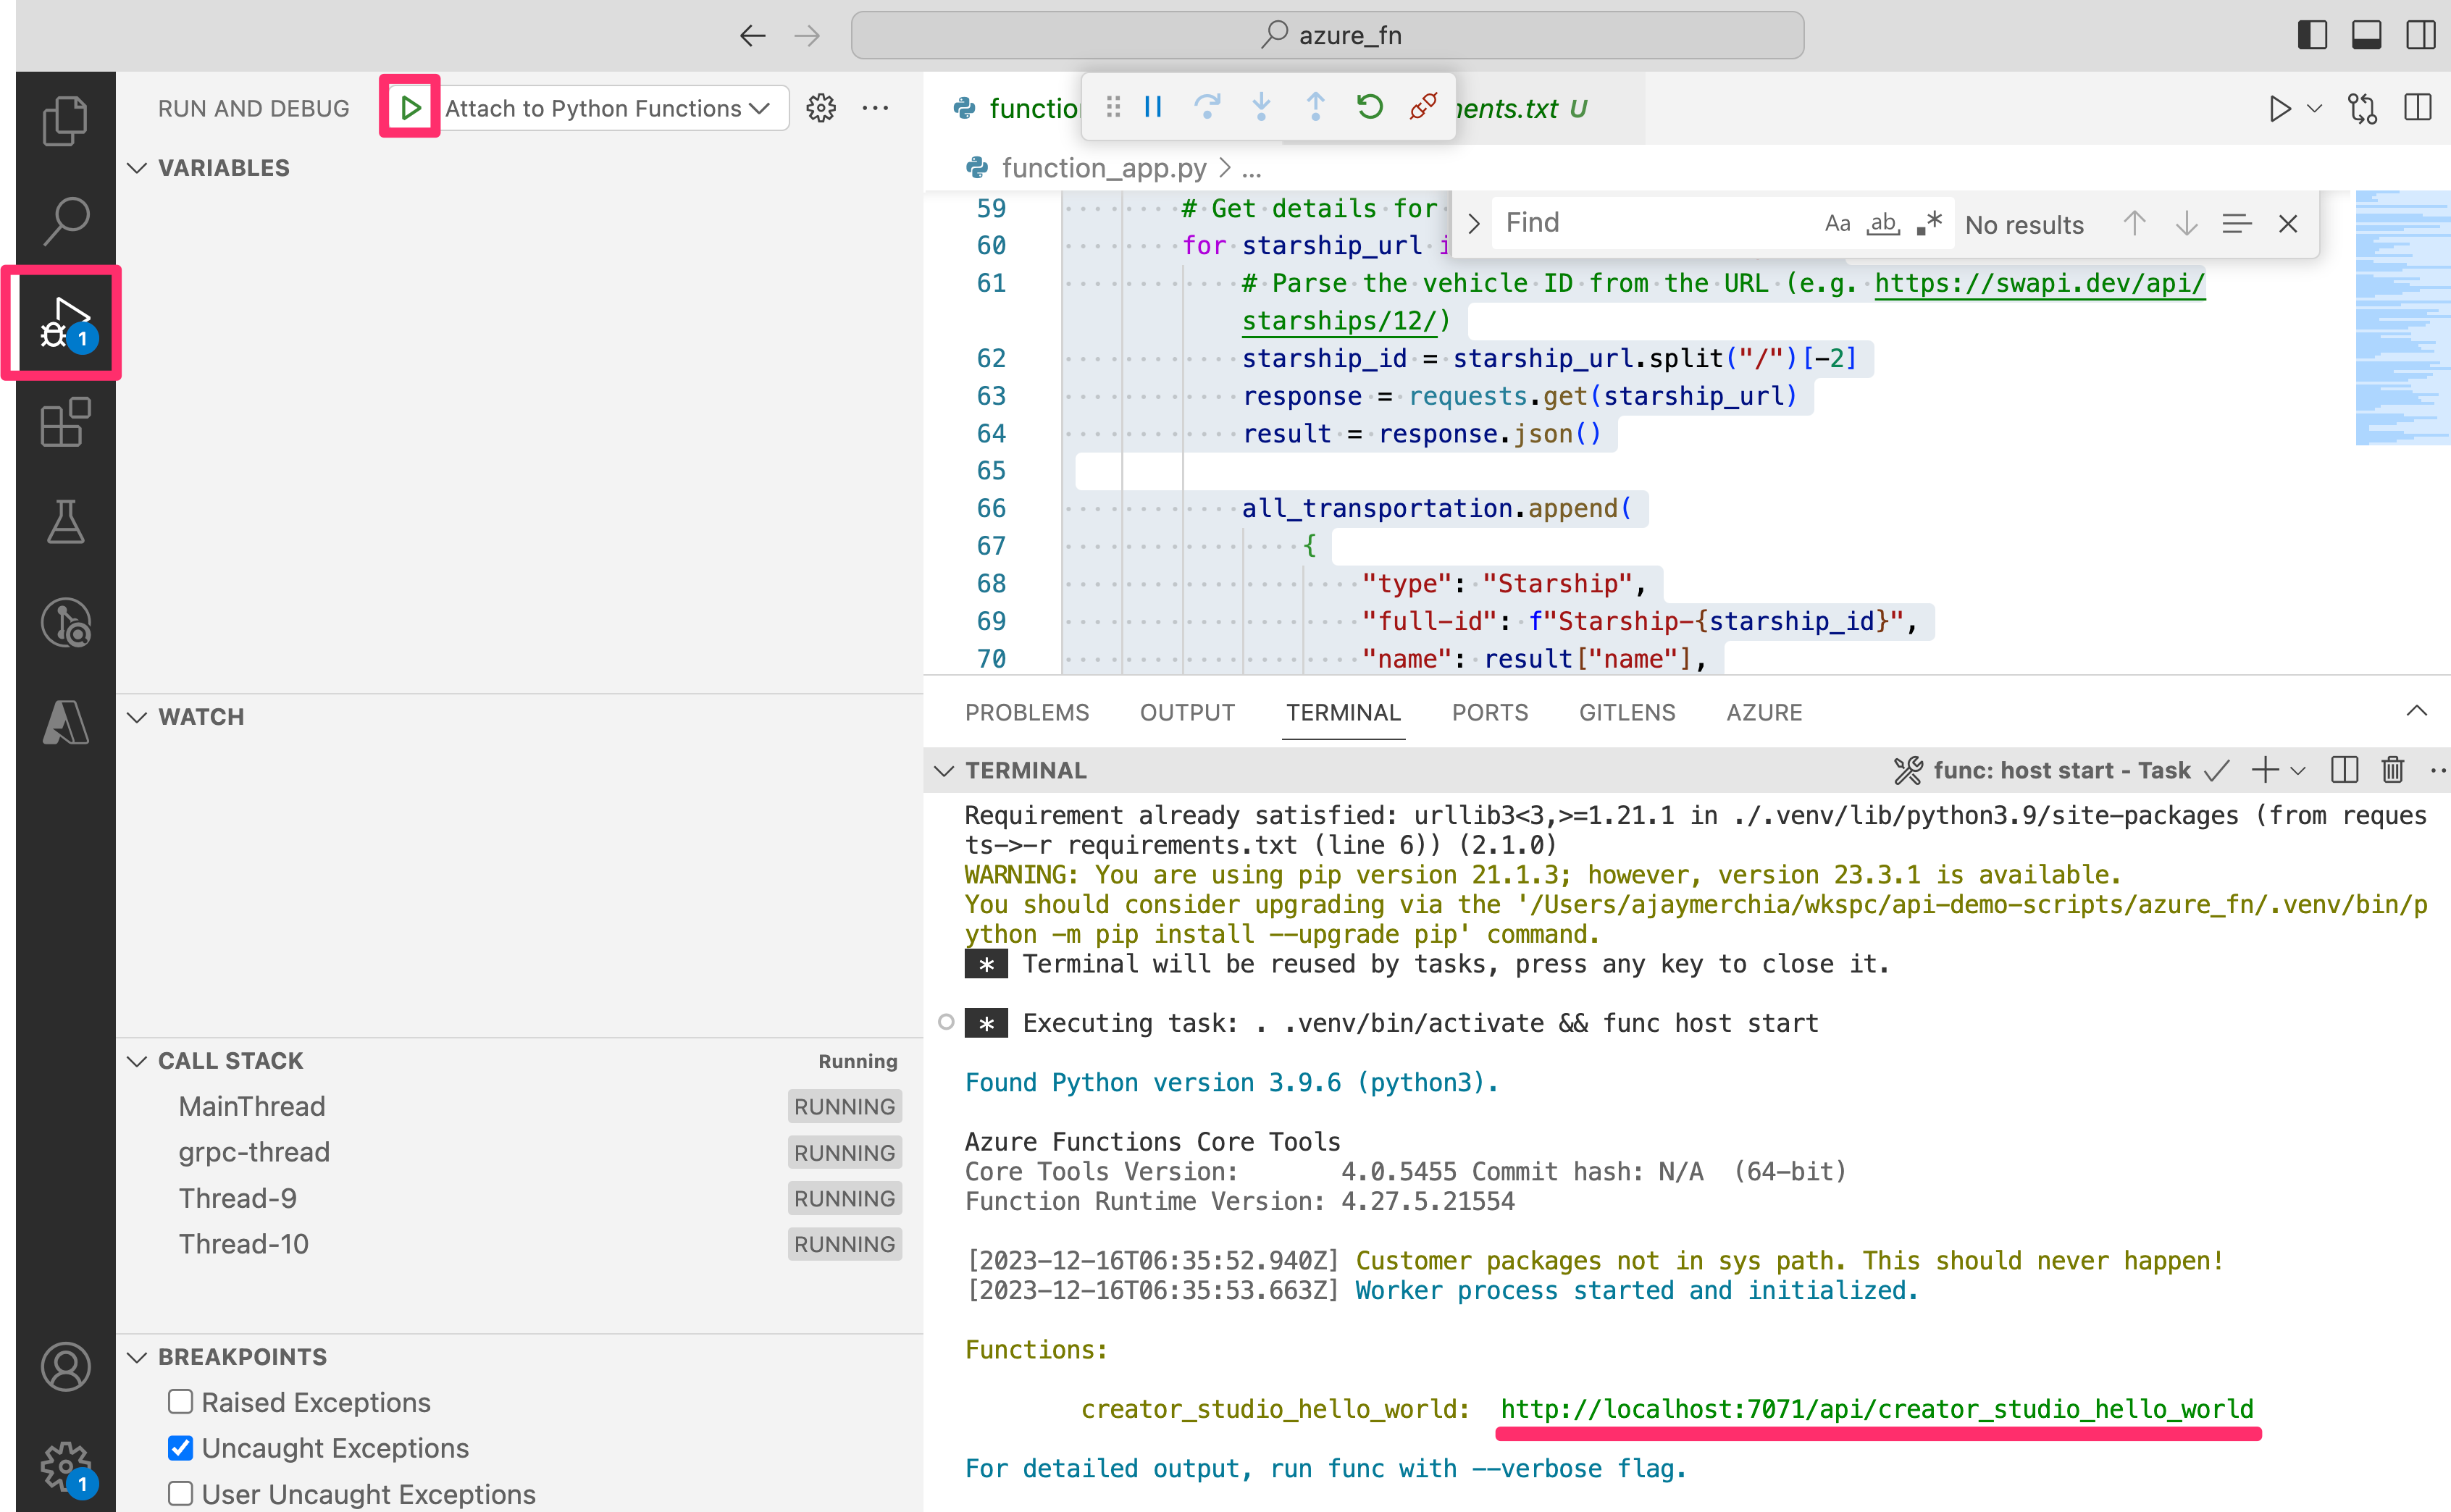 azure_fn
RUN AND DEBUG
Attach to Python Functions
VARIABLES
WATCH
CALL STACK
Running
MainThread
RUNNING
grpc-thread
RUNNING
Thread-9
RUNNING
Thread-10
RUNNING
BREAKPOINTS
Raised Exceptions
Uncaught Exceptions
User Uncaught Exceptions
1
1
functio
ents.txt U
function_app.py > ...
Find
Aa
ab
.*
No results
59 # Get details for
60 for starship_url i
61 # Parse the vehicle ID from the URL (e.g. https://swapi.dev/api/
starships/12/)
62 starship_id = starship_url.split("/")[-2]
63 response = requests.get(starship_url)
64 result = response.json()
65
66 all_transportation.append(
67 {
68 "type": "Starship",
69 "full-id": f"Starship-{starship_id}",
70 "name": result["name"],
PROBLEMS OUTPUT TERMINAL PORTS GITLENS AZURE
TERMINAL
func: host start - Task
Requirement already satisfied: urllib3<3,>=1.21.1 in ./.venv/lib/python3.9/site-packages (from reques
ts->-r requirements.txt (line 6)) (2.1.0)
WARNING: You are using pip version 21.1.3; however, version 23.3.1 is available.
You should consider upgrading via the '/Users/ajaymerchia/wkspc/api-demo-scripts/azure_fn/.venv/bin/p
ython -m pip install --upgrade pip' command.
* Terminal will be reused by tasks, press any key to close it.
* Executing task: . .venv/bin/activate && func host start
Found Python version 3.9.6 (python3).
Azure Functions Core Tools
Core Tools Version: 4.0.5455 Commit hash: N/A (64-bit)
Function Runtime Version: 4.27.5.21554
[2023-12-16T06:35:52.940Z] Customer packages not in sys path. This should never happen!
[2023-12-16T06:35:53.663Z] Worker process started and initialized.
Functions:
creator_studio_hello_world: http://localhost:7071/api/creator_studio_hello_world
For detailed output, run func with --verbose flag.